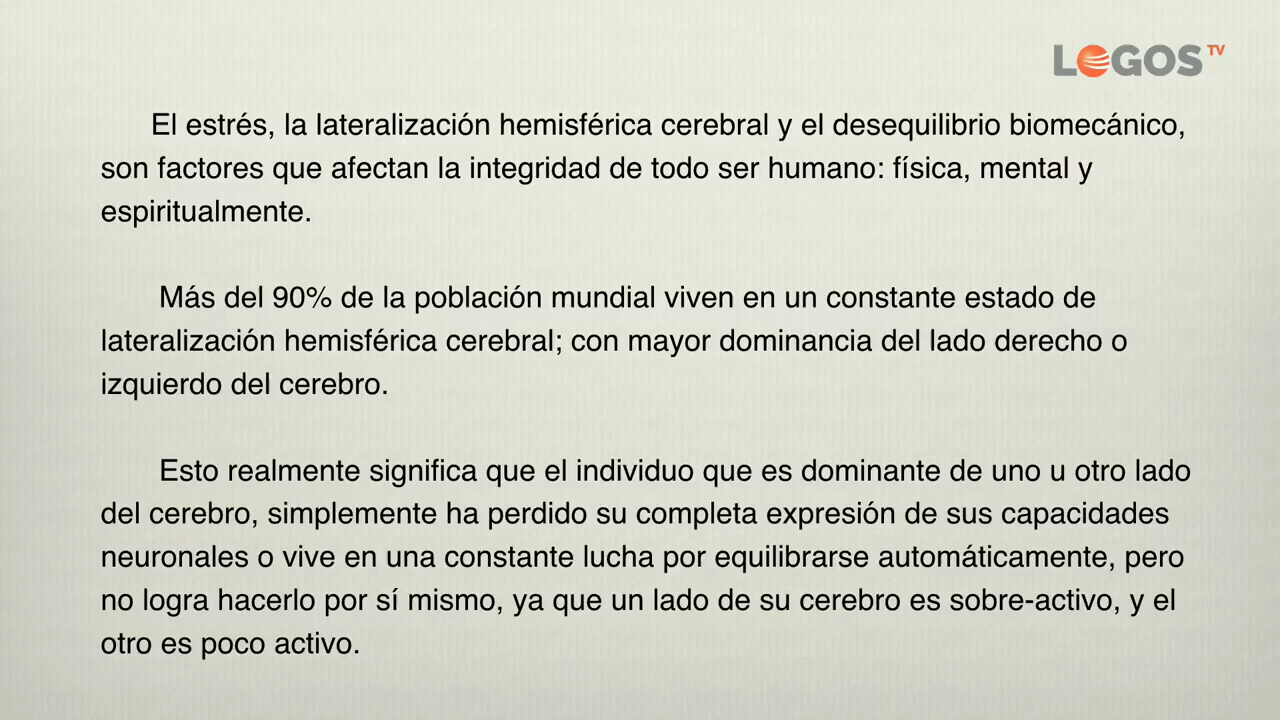 LOGOS TV
El estrés, la lateralización hemisférica cerebral y el desequilibrio biomecánico,
son factores que afectan la integridad de todo ser humano: física, mental y
espiritualmente.
Más del 90% de la población mundial viven en un constante estado de
lateralización hemisférica cerebral; con mayor dominancia del lado derecho o
izquierdo del cerebro.
Esto realmente significa que el individuo que es dominante de uno u otro lado
del cerebro, simplemente ha perdido su completa expresión de sus capacidades
neuronales o vive en una constante lucha por equilibrarse automáticamente, pero
no logra hacerlo por sí mismo, ya que un lado de su cerebro es sobre-activo, y el
otro es poco activo.